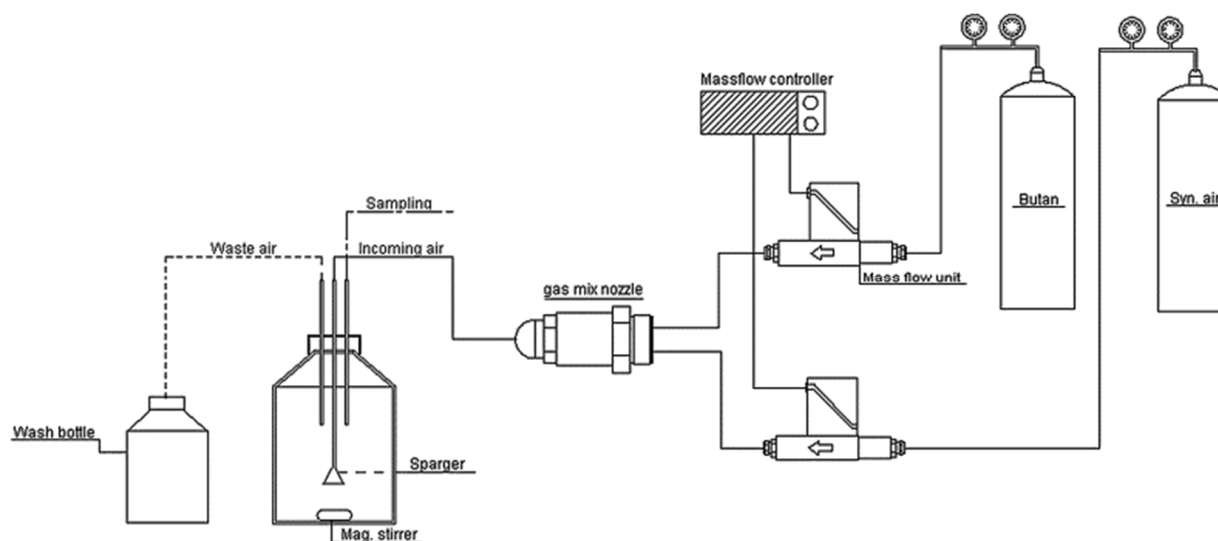 Massflow controller
Butan
Syn. air
Sampling
Waste air
Incoming air
Mass flow unit
gas mix nozzle
Wash bottle
Sparger
Mag. stirrer